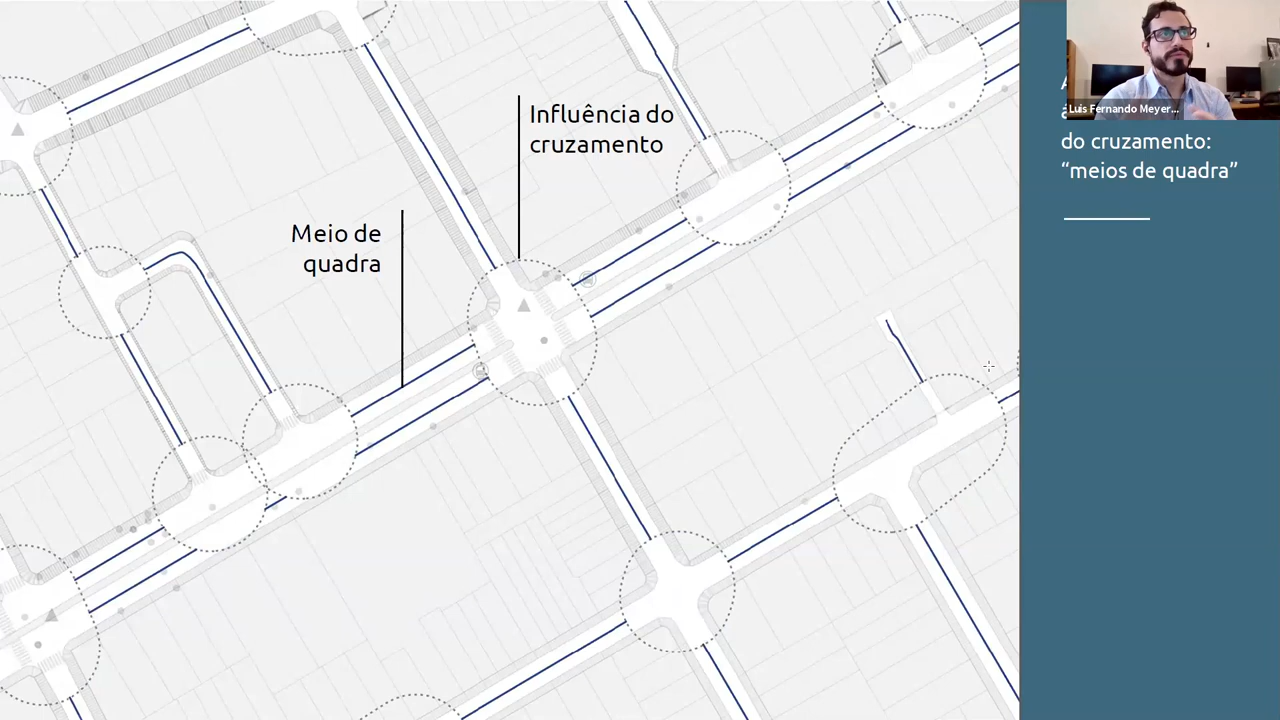 Influência do
cruzamento
Meio de
quadra
Luis Fernando Meyer...
do cruzamento:
“meios de quadra”